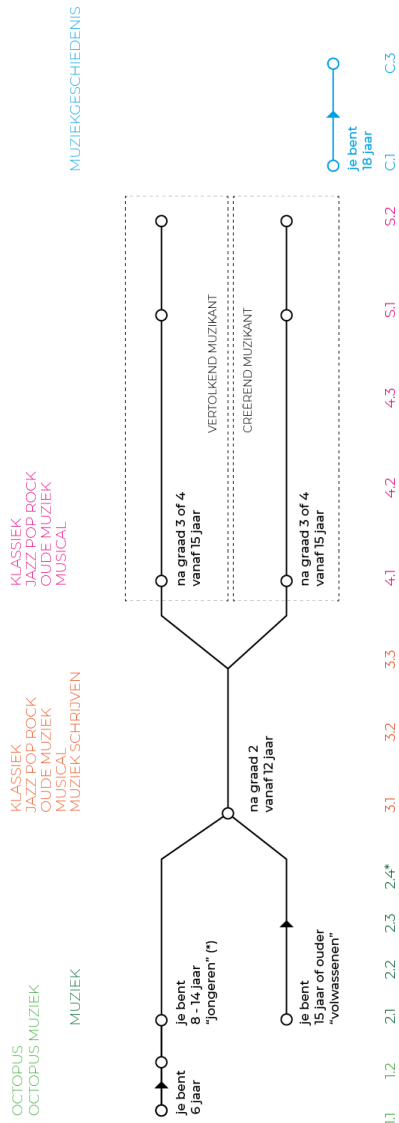 OCTOPUS
OCTOPUS MUZIEK
MUZIEK
KLASSIEK
JAZZ POP ROCK
OUDE MUZIEK
MUSICAL
MUZIEK SCHRIJVEN
KLASSIEK
JAZZ POP ROCK
OUDE MUZIEK
MUSICAL
MUZIEKGESCHIEDENIS
je bent
6 jaar
je bent
8 - 14 jaar
"jongeren" (*)
je bent
15 jaar of ouder
"volwassenen"
na graad 2
vanaf 12 jaar
na graad 3 of 4
vanaf 15 jaar
VERTOLKEND MUZIKANT
CREËREND MUZIKANT
na graad 3 of 4
vanaf 15 jaar
je bent
18 jaar
1.1 1.2 2.1 2.2 2.3 2.4* 3.1 3.2 3.3 4.1 4.2 4.3 S.1 S.2 C.1 C.3